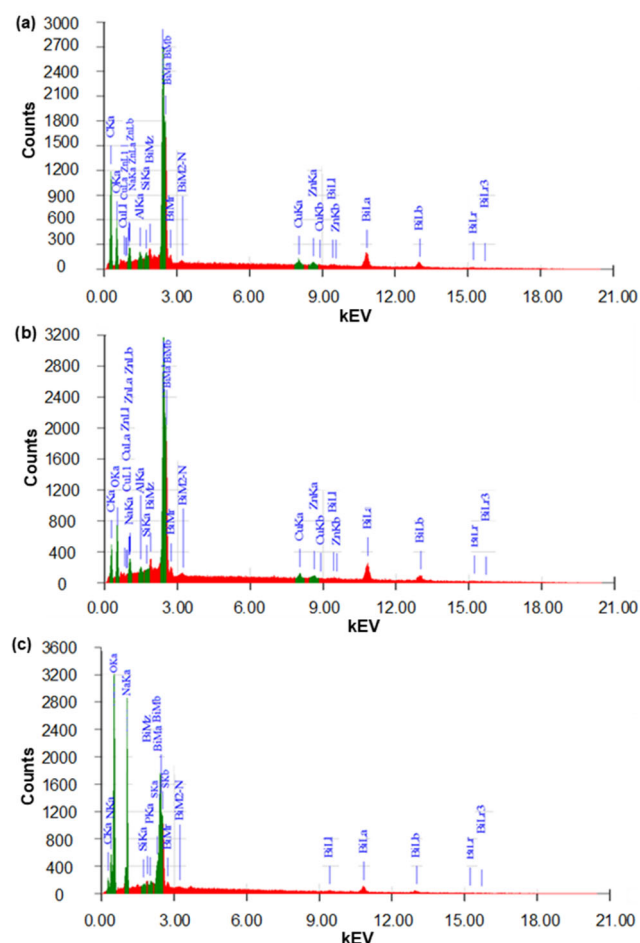 (a)
3000
2700
2400
2100
1800
1500
1200
900
600
300
0
Counts
CKa
OKa
CuLl
CuLa ZnLl
NaKa ZnLa ZnLb
AlKa
SiKa
BiMz
BiMa BiMb
BiMr
BiM2-N
CuKa
ZnKa
CuKb
BiLl
ZnKb
BiLa
BiLb
BiLr
BiLr3
0.00 3.00 6.00 9.00 12.00 15.00 18.00 21.00
kEV
(b)
3200
2800
2400
2000
1600
1200
800
400
0
Counts
CKa
OKa
NaKa
CuLl
CuLa ZnLl
ZnLa ZnLb
AlKa
SiKa
BiMz
BiMa BiMb
BiMr
BiM2-N
CuKa
ZnKa
CuKb
BiLl
ZnKb
BiLb
BiLr
BiLr3
0.00 3.00 6.00 9.00 12.00 15.00 18.00 21.00
kEV
(c)
3600
3200
2800
2400
2000
1600
1200
800
400
0
Counts
CKa
NKa
OKa
NaKa
SiKa
PKa
BiMz
SKa
BiMa BiMb
SKb
BiMr
BiM2-N
BiLl
BiLa
BiLb
BiLr
BiLr3
0.00 3.00 6.00 9.00 12.00 15.00 18.00 21.00
kEV